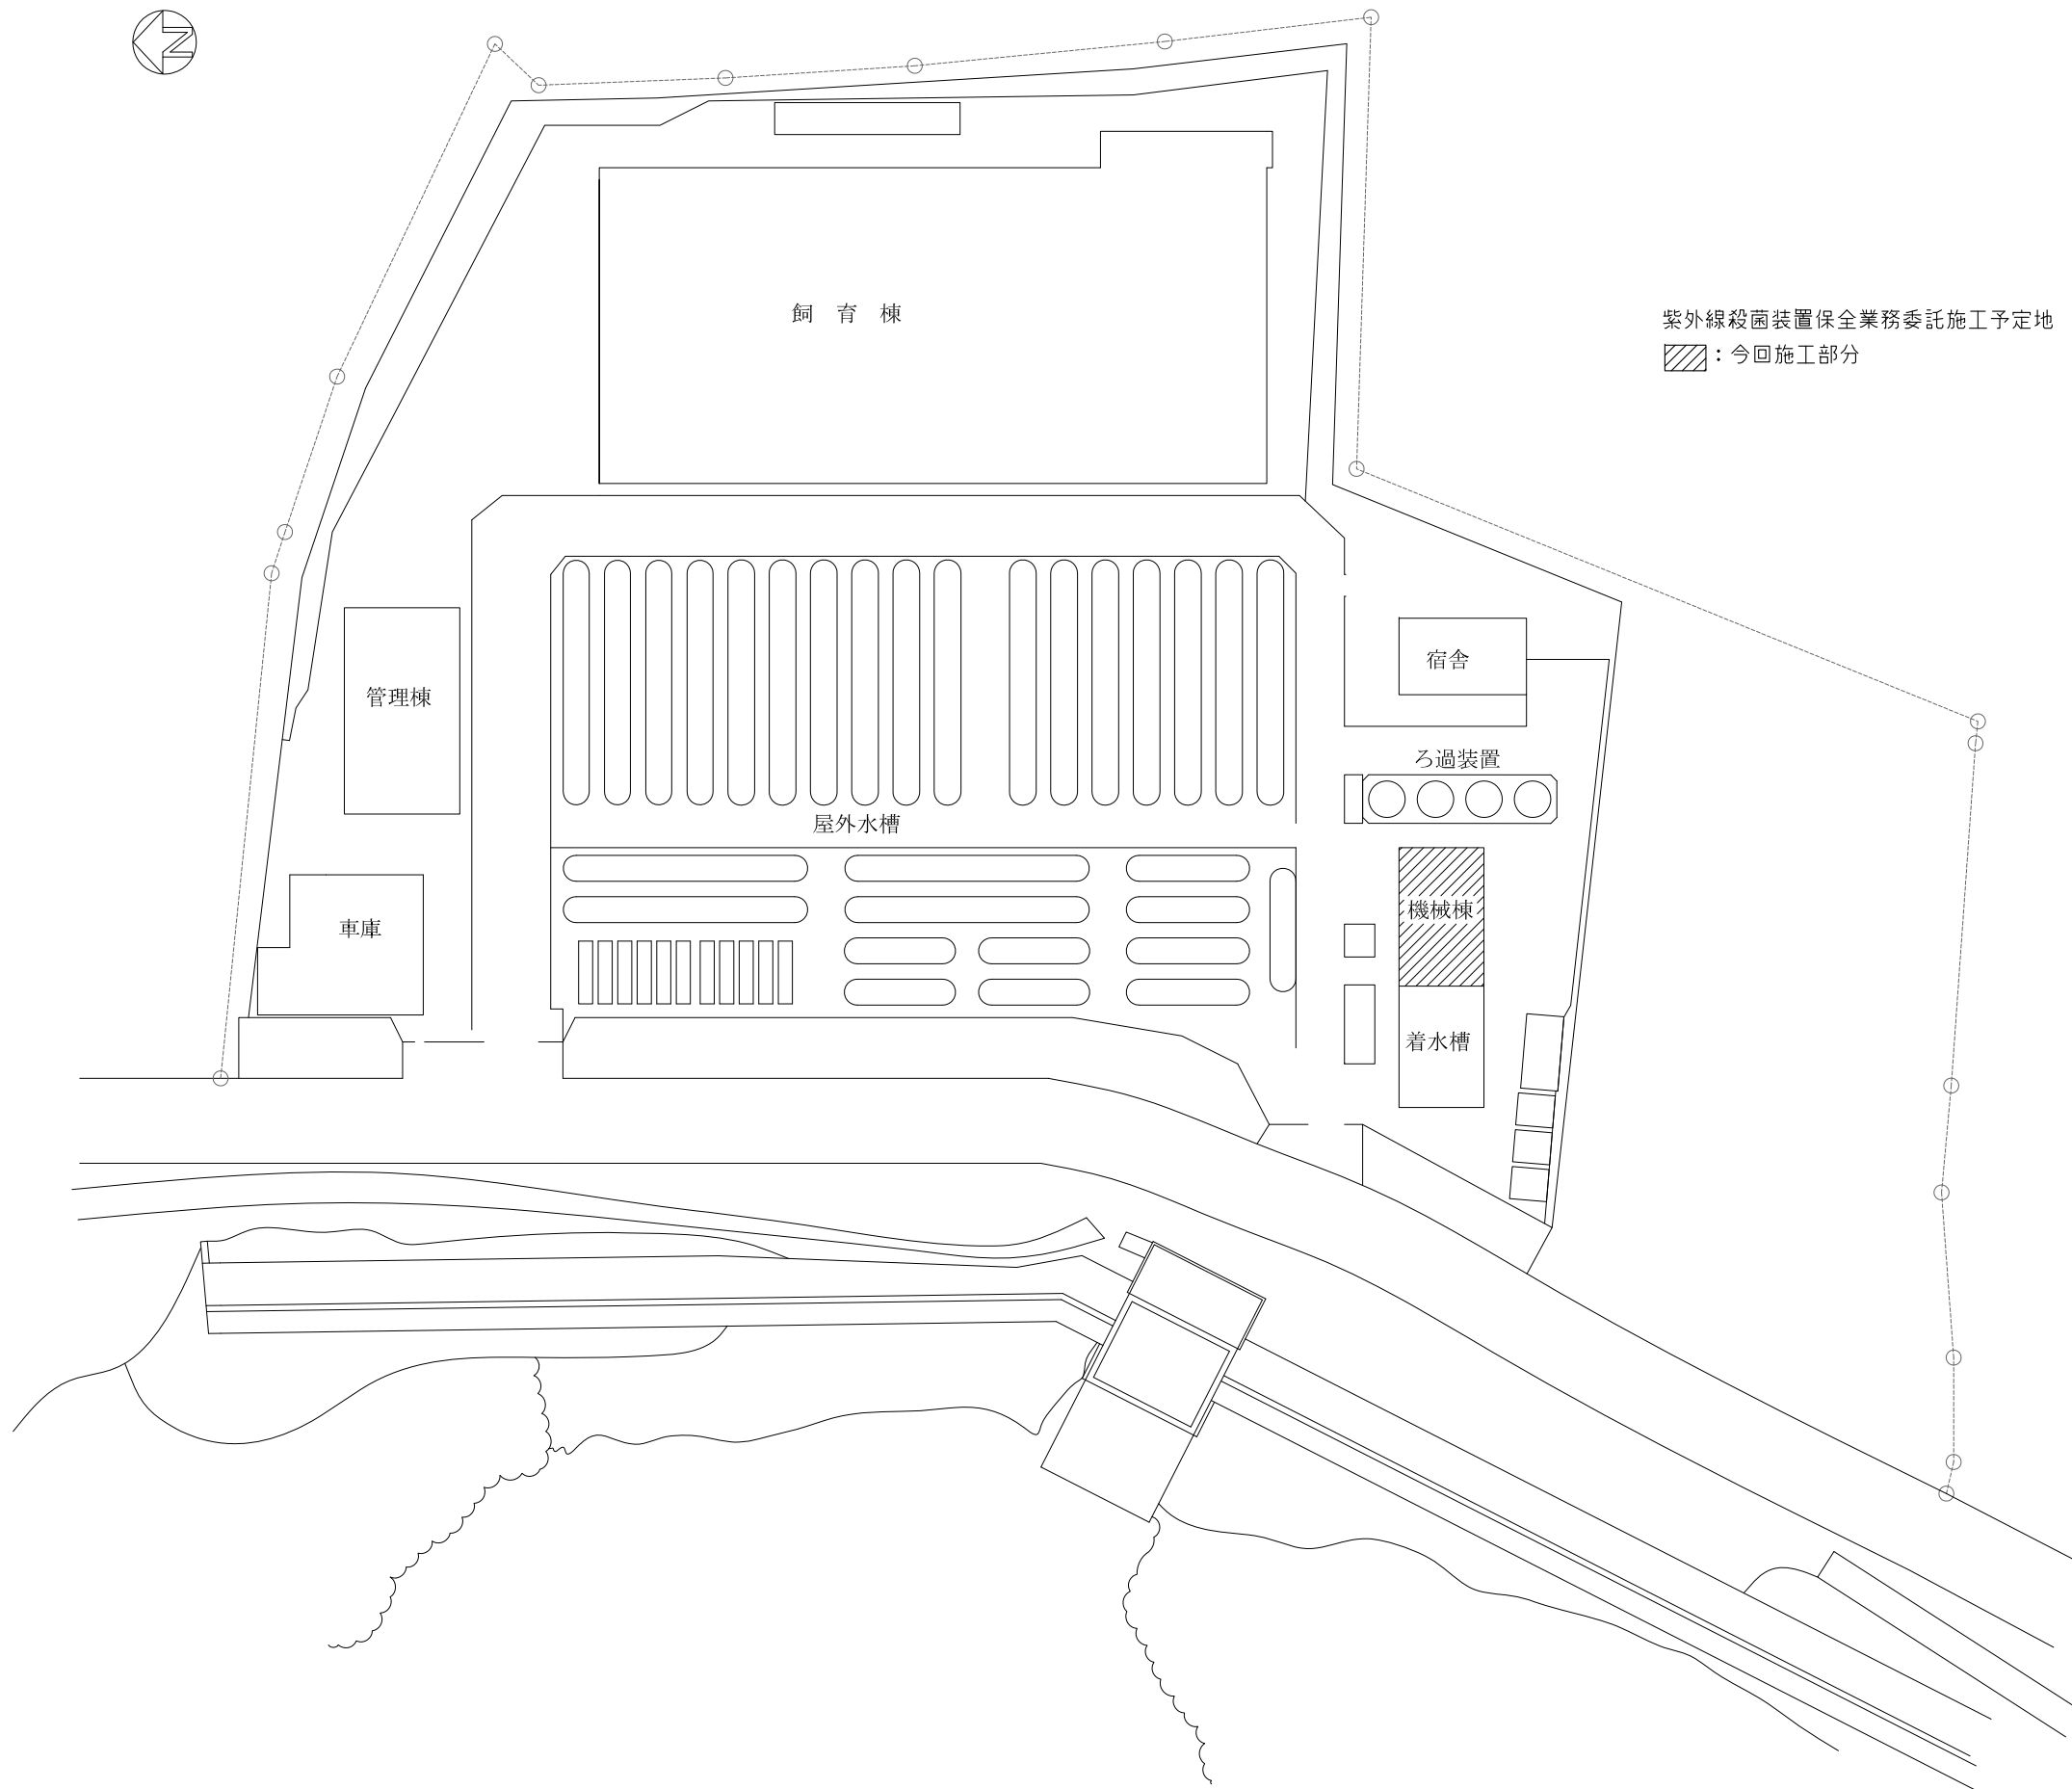 N
飼育棟
紫外線殺菌装置保全業務委託施工予定地
：今回施工部分
宿舎
管理棟
ろ過装置
屋外水槽
機械棟
車庫
着水槽